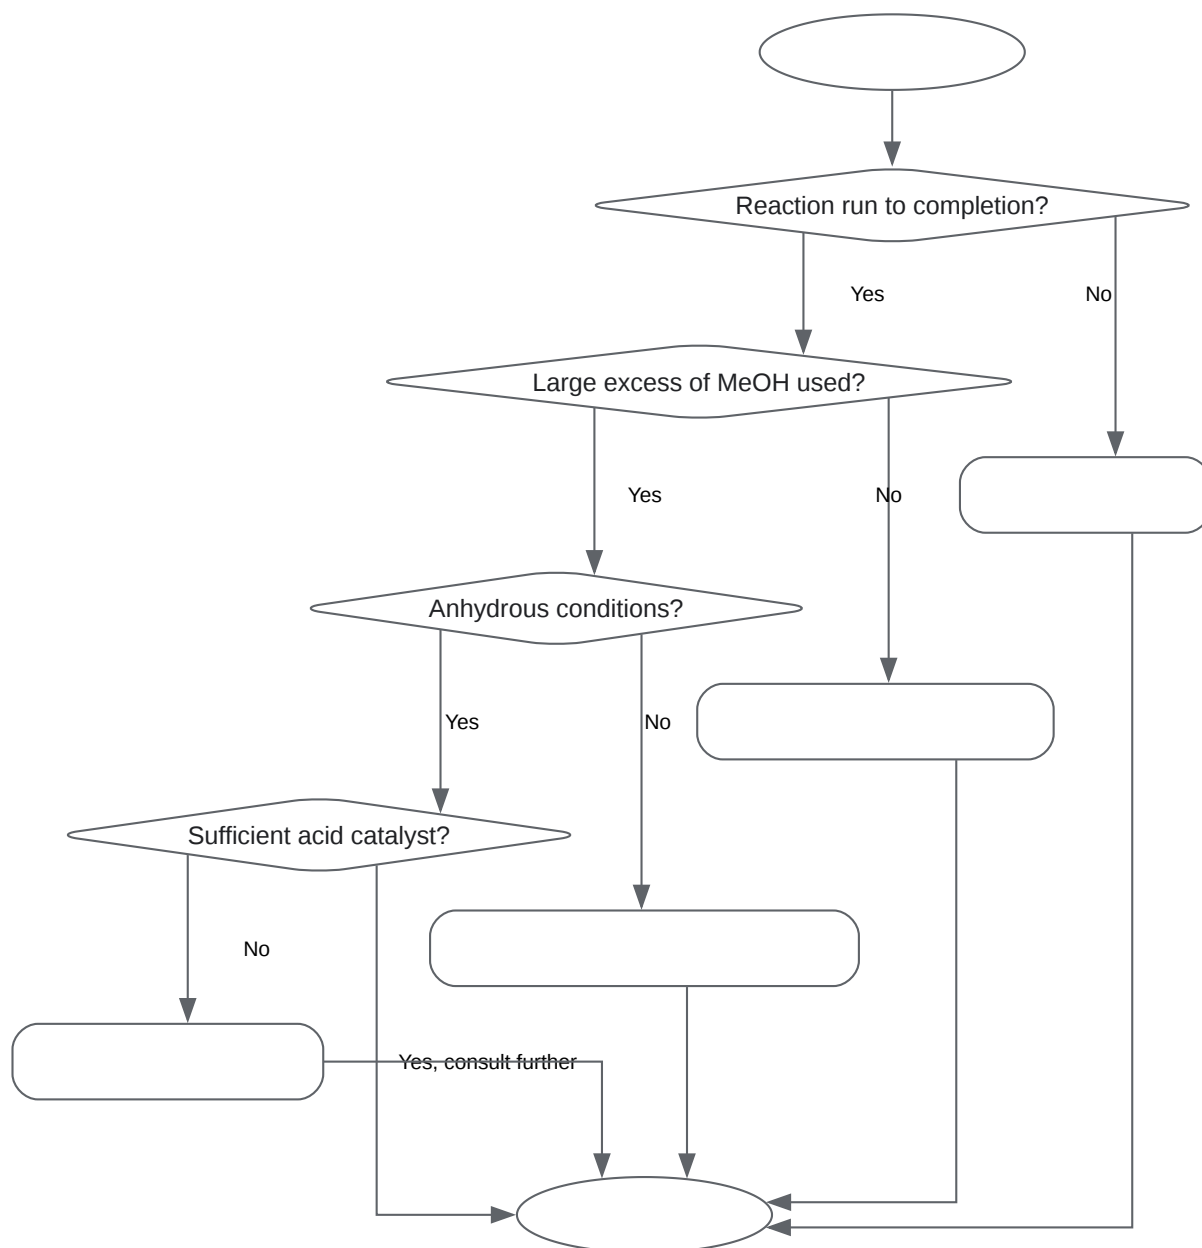 Reaction run to completion?
Yes
No
Large excess of MeOH used?
Yes
No
Anhydrous conditions?
Yes
No
Sufficient acid catalyst?
No
Yes, consult further